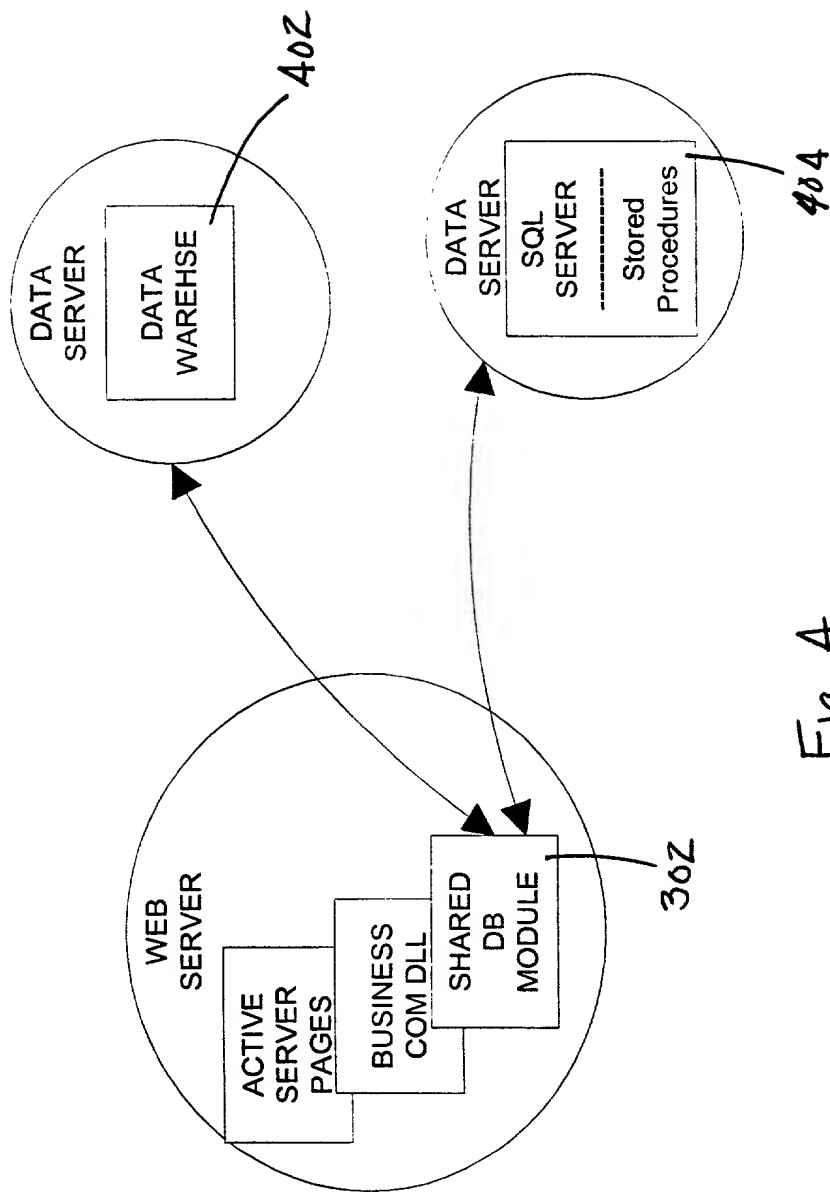 WEB
SERVER
ACTIVE
SERVER
PAGES
BUSINESS
COM DLL
SHARED
DB
MODULE
302
DATA
SERVER
DATA
WAREHSE
402
DATA
SERVER
SQL
SERVER
Stored
Procedures
404
FIG. 4